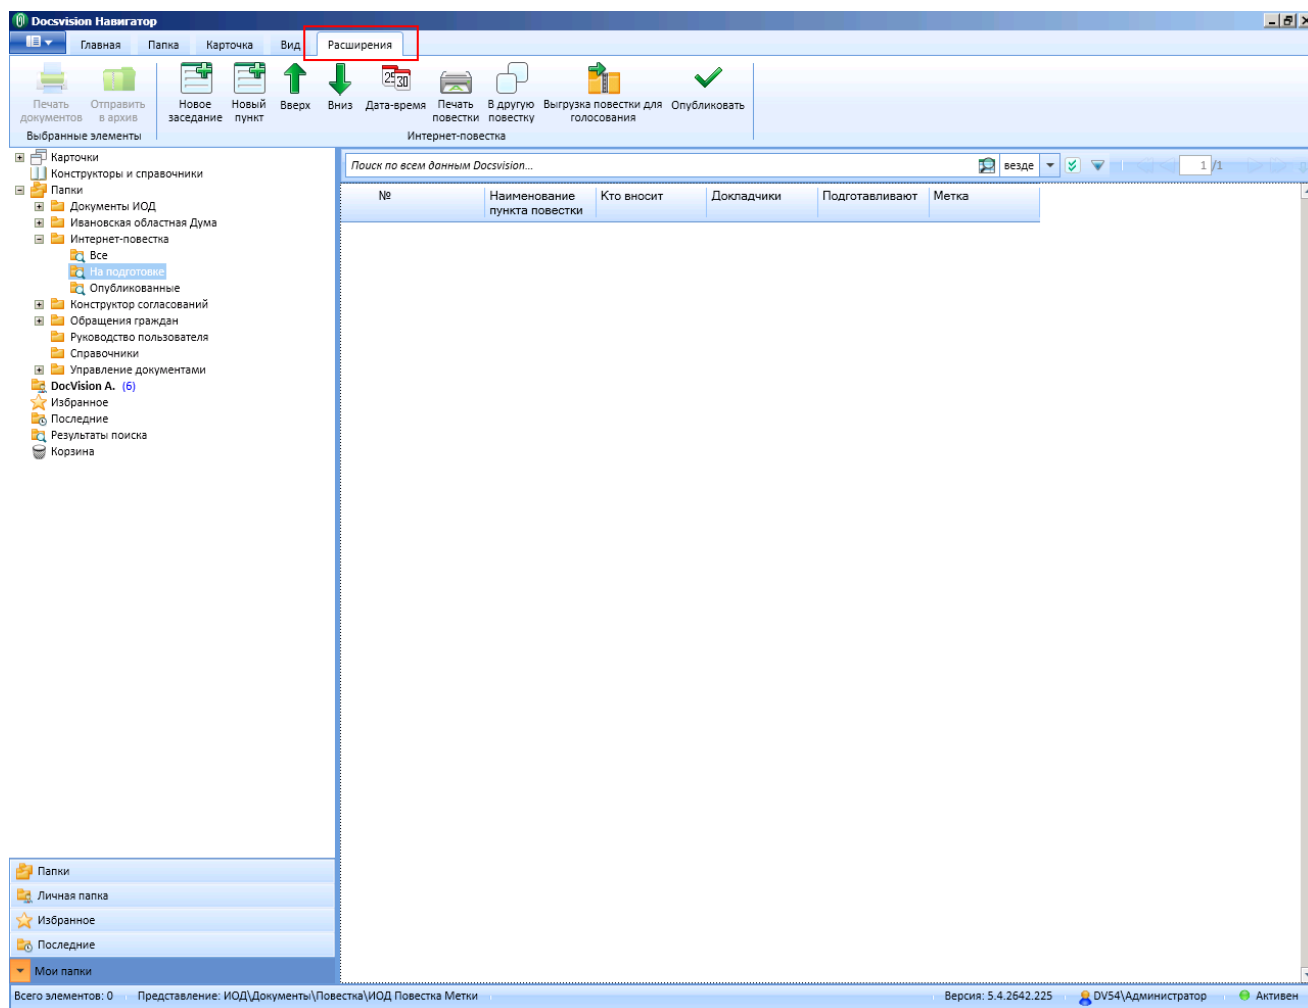 Docsvision Навигатор
Главная Папка Карточка Вид Расширения
Печать документов
Отправить в архив
Новое заседание
Новый пункт
Вверх
Вниз
25 30
Дата-время
Печать повестки
В другую повестку
Выгрузка повестки для голосования
Опубликовать
Выбранные элементы
Интернет-повестка
Карточки
Конструкторы и справочники
Папки
Документы ИОД
Ивановская областная Дума
Интернет-повестка
Все
На подготовке
Опубликованные
Конструктор согласований
Обращения граждан
Руководство пользователя
Справочники
Управление документами
DocVision A. (6)
Избранное
Последние
Результаты поиска
Корзина
Поиск по всем данным Docsvision... везде 1 /1
№ Наименование пункта повестки Кто вносит Докладчики Подготавливают Метка
Папки
Личная папка
Избранное
Последние
Мои папки
Всего элементов: 0 Представление: ИОД\Документы\Повестка\ИОД Повестка Метки Версия: 5.4.2642.225 DV54\Администратор Активен